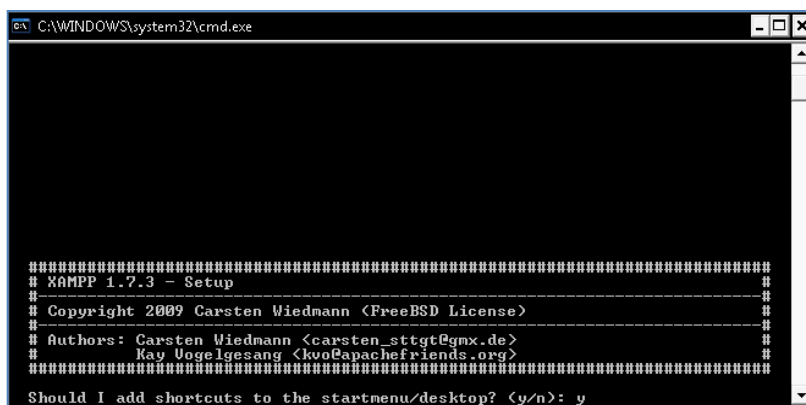 C:\WINDOWS\system32\cmd.exe
############################################################################
# XAMPP 1.7.3 - Setup #
#--------------------------------------------------------------------------#
# Copyright 2009 Carsten Wiedmann (FreeBSD License) #
#--------------------------------------------------------------------------#
# Authors: Carsten Wiedmann <carsten_sttgt@gmx.de> #
# Kay Vogelgesang <kvo@apachefriends.org> #
############################################################################
Should I add shortcuts to the startmenu/desktop? (y/n): y